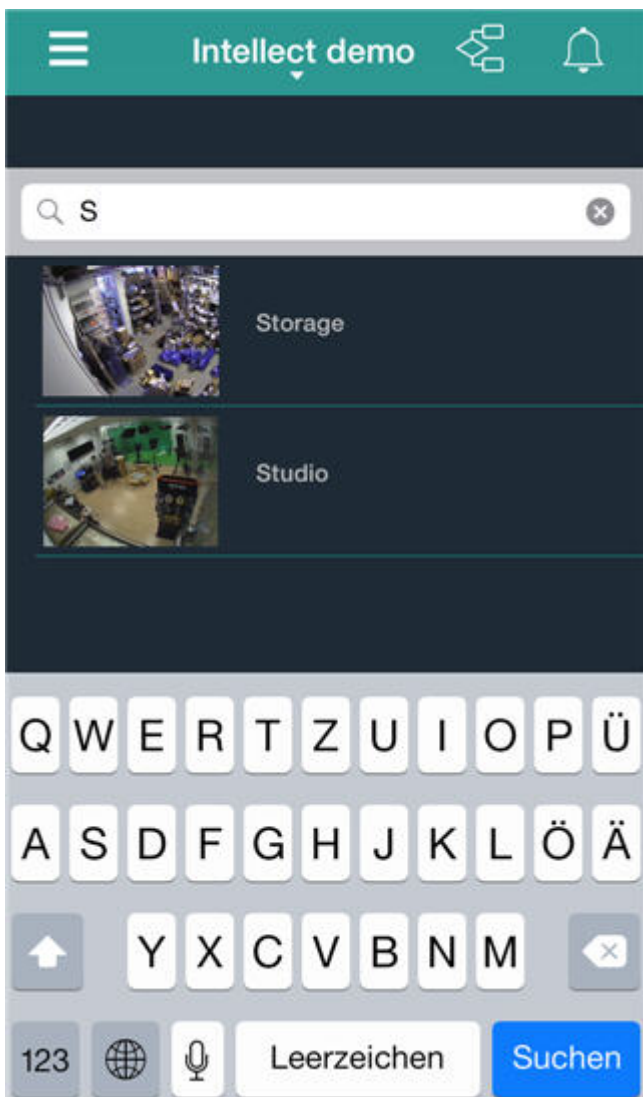 Intellect demo
S
Storage
Studio
Q W E R T Z U I O P Ü
A S D F G H J K L Ö Ä
Y X C V B N M
123 Leerzeichen Suchen